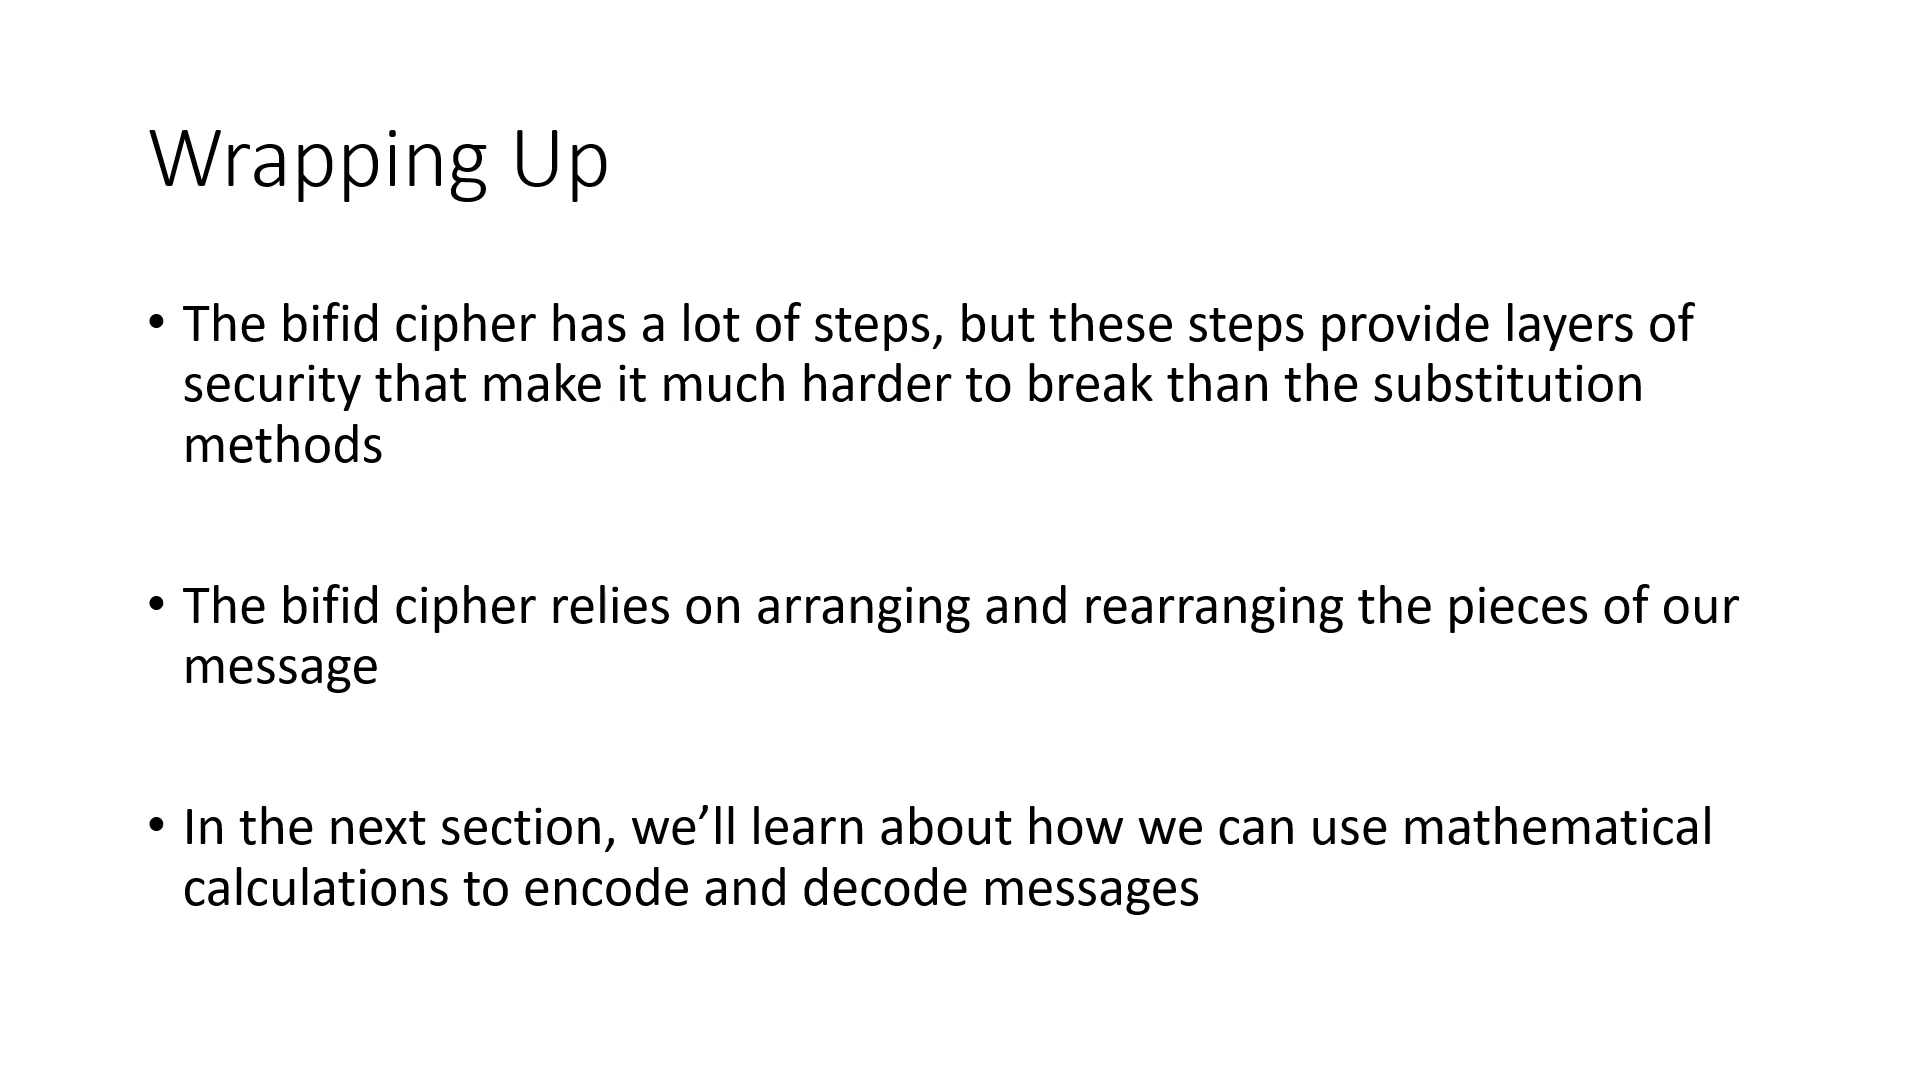 Wrapping Up
• The bifid cipher has a lot of steps, but these steps provide layers of
security that make it much harder to break than the substitution
methods
• The bifid cipher relies on arranging and rearranging the pieces of our
message
• In the next section, we’ll learn about how we can use mathematical
calculations to encode and decode messages